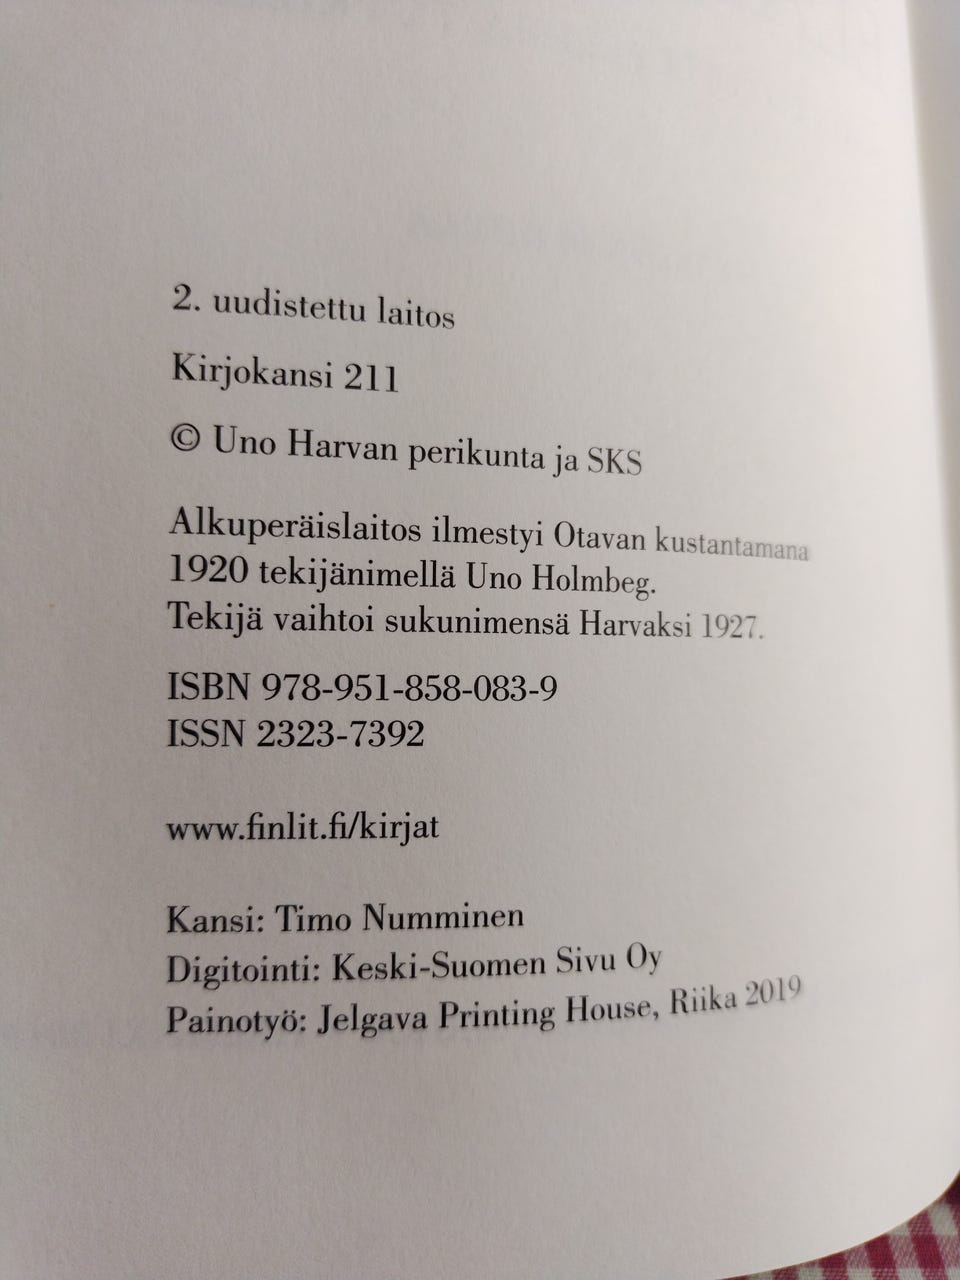 2. uudistettu laitos
Kirjokansi 211
© Uno Harvan perikunta ja SKS
Alkuperäislaitos ilmestyi Otavan kustantamana
1920 tekijänimellä Uno Holmbeg.
Tekijä vaihtoi sukunimensä Harvaksi 1927.
ISBN 978-951-858-083-9
ISSN 2323-7392
www.finlit.fi/kirjat
Kansi: Timo Numminen
Digitointi: Keski-Suomen Sivu Oy
Painotyö: Jelgava Printing House, Riika 2019